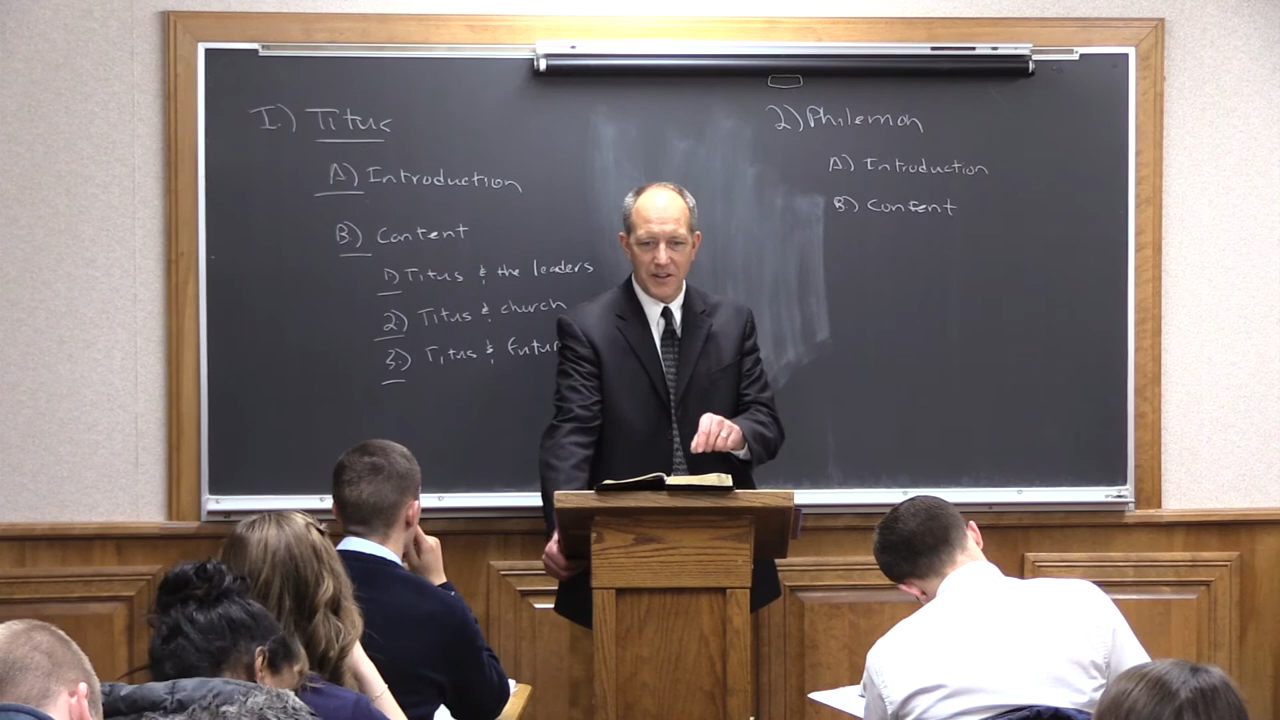 I.) Titus
A) Introduction
B.) Content
1) Titus & the leaders
2.) Titus & church
3.) Titus & Futur
2) Philemon
A) Introduction
B.) Content